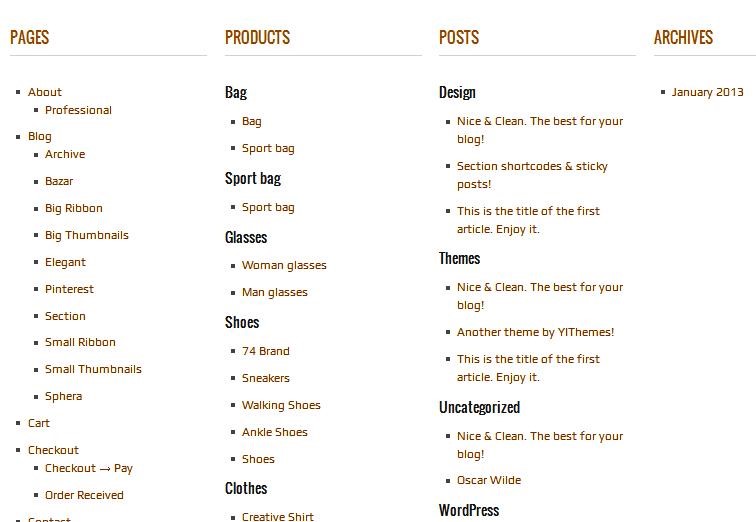 PAGES
About
Professional
Blog
Archive
Bazar
Big Ribbon
Big Thumbnails
Elegant
Pinterest
Section
Small Ribbon
Small Thumbnails
Sphera
Cart
Checkout
Checkout → Pay
Order Received
Contact
PRODUCTS
Bag
Bag
Sport bag
Sport bag
Sport bag
Glasses
Woman glasses
Man glasses
Shoes
74 Brand
Sneakers
Walking Shoes
Ankle Shoes
Shoes
Clothes
Creative Shirt
POSTS
Design
Nice & Clean. The best for your
blog!
Section shortcodes & sticky
posts!
This is the title of the first
article. Enjoy it.
Themes
Nice & Clean. The best for your
blog!
Another theme by YIThemes!
This is the title of the first
article. Enjoy it.
Uncategorized
Nice & Clean. The best for your
blog!
Oscar Wilde
WordPress
ARCHIVES
January 2013